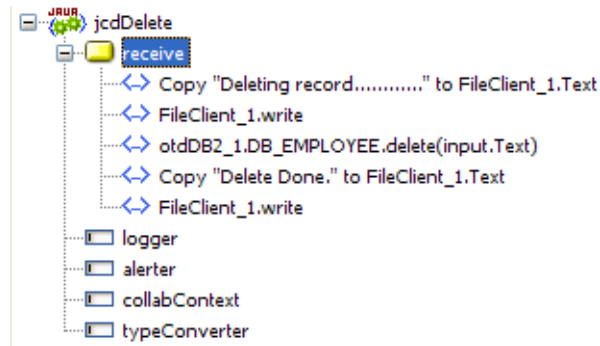 JAVA jcdDelete
receive
Copy "Deleting record............" to FileClient_1.Text
FileClient_1.write
otdDB2_1.DB_EMPLOYEE.delete(input.Text)
Copy "Delete Done." to FileClient_1.Text
FileClient_1.write
logger
alerter
collabContext
typeConverter